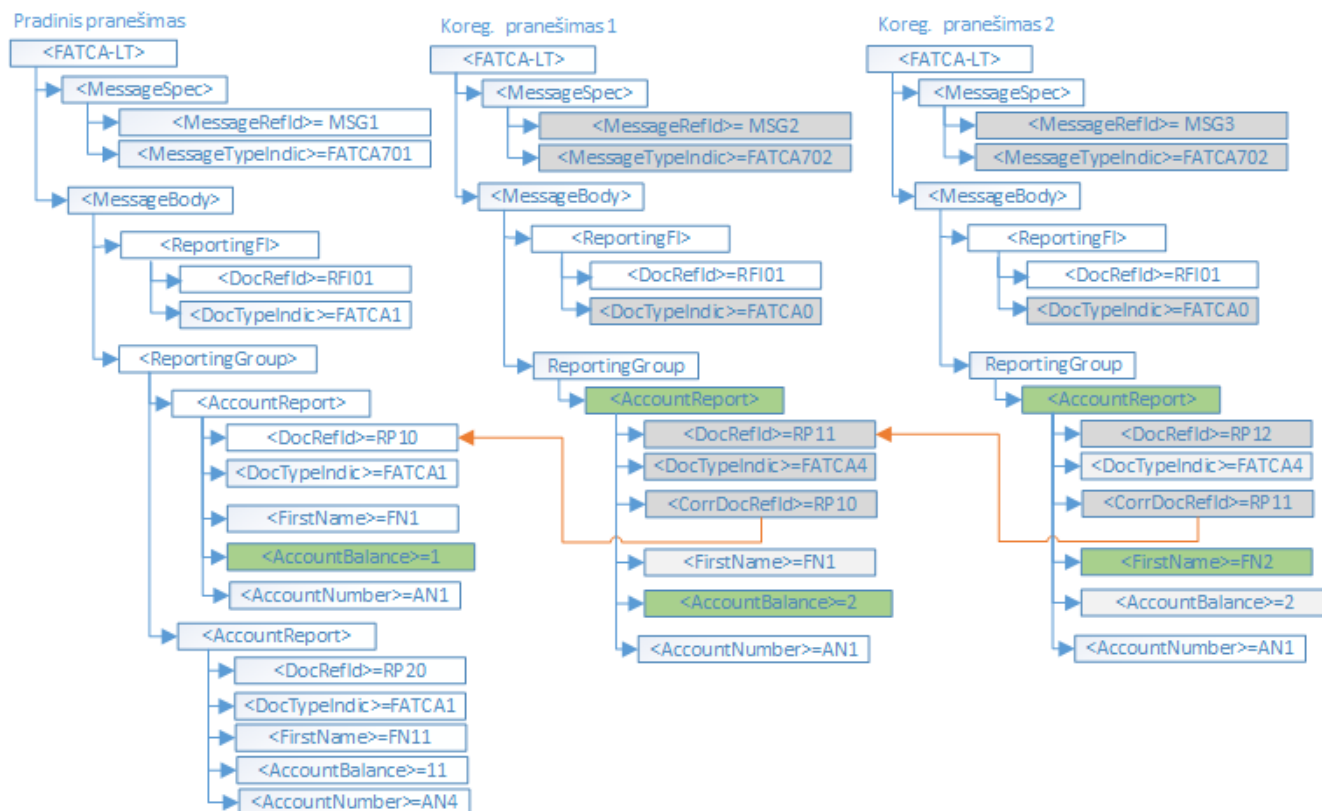 Pradinis pranešimas
<FATCA-LT>
<MessageSpec>
<MessageRefId>= MSG1
<MessageTypeIndic>=FATCA701
<MessageBody>
<ReportingFI>
<DocRefId>=RFI01
<DocTypeIndic>=FATCA1
<ReportingGroup>
<AccountReport>
<DocRefId>=RP10
<DocTypeIndic>=FATCA1
<FirstName>=FN1
<AccountBalance>=1
<AccountNumber>=AN1
<AccountReport>
<DocRefId>=RP20
<DocTypeIndic>=FATCA1
<FirstName>=FN11
<AccountBalance>=11
<AccountNumber>=AN4
Koreg. pranešimas 1
<FATCA-LT>
<MessageSpec>
<MessageRefId>= MSG2
<MessageTypeIndic>=FATCA702
<MessageBody>
<ReportingFI>
<DocRefId>=RFI01
<DocTypeIndic>=FATCA0
ReportingGroup
<AccountReport>
<DocRefId>=RP11
<DocTypeIndic>=FATCA4
<CorrDocRefId>=RP10
<FirstName>=FN1
<AccountBalance>=2
<AccountNumber>=AN1
Koreg. pranešimas 2
<FATCA-LT>
<MessageSpec>
<MessageRefId>= MSG3
<MessageTypeIndic>=FATCA702
<MessageBody>
<ReportingFI>
<DocRefId>=RFI01
<DocTypeIndic>=FATCA0
ReportingGroup
<AccountReport>
<DocRefId>=RP12
<DocTypeIndic>=FATCA4
<CorrDocRefId>=RP11
<FirstName>=FN2
<AccountBalance>=2
<AccountNumber>=AN1